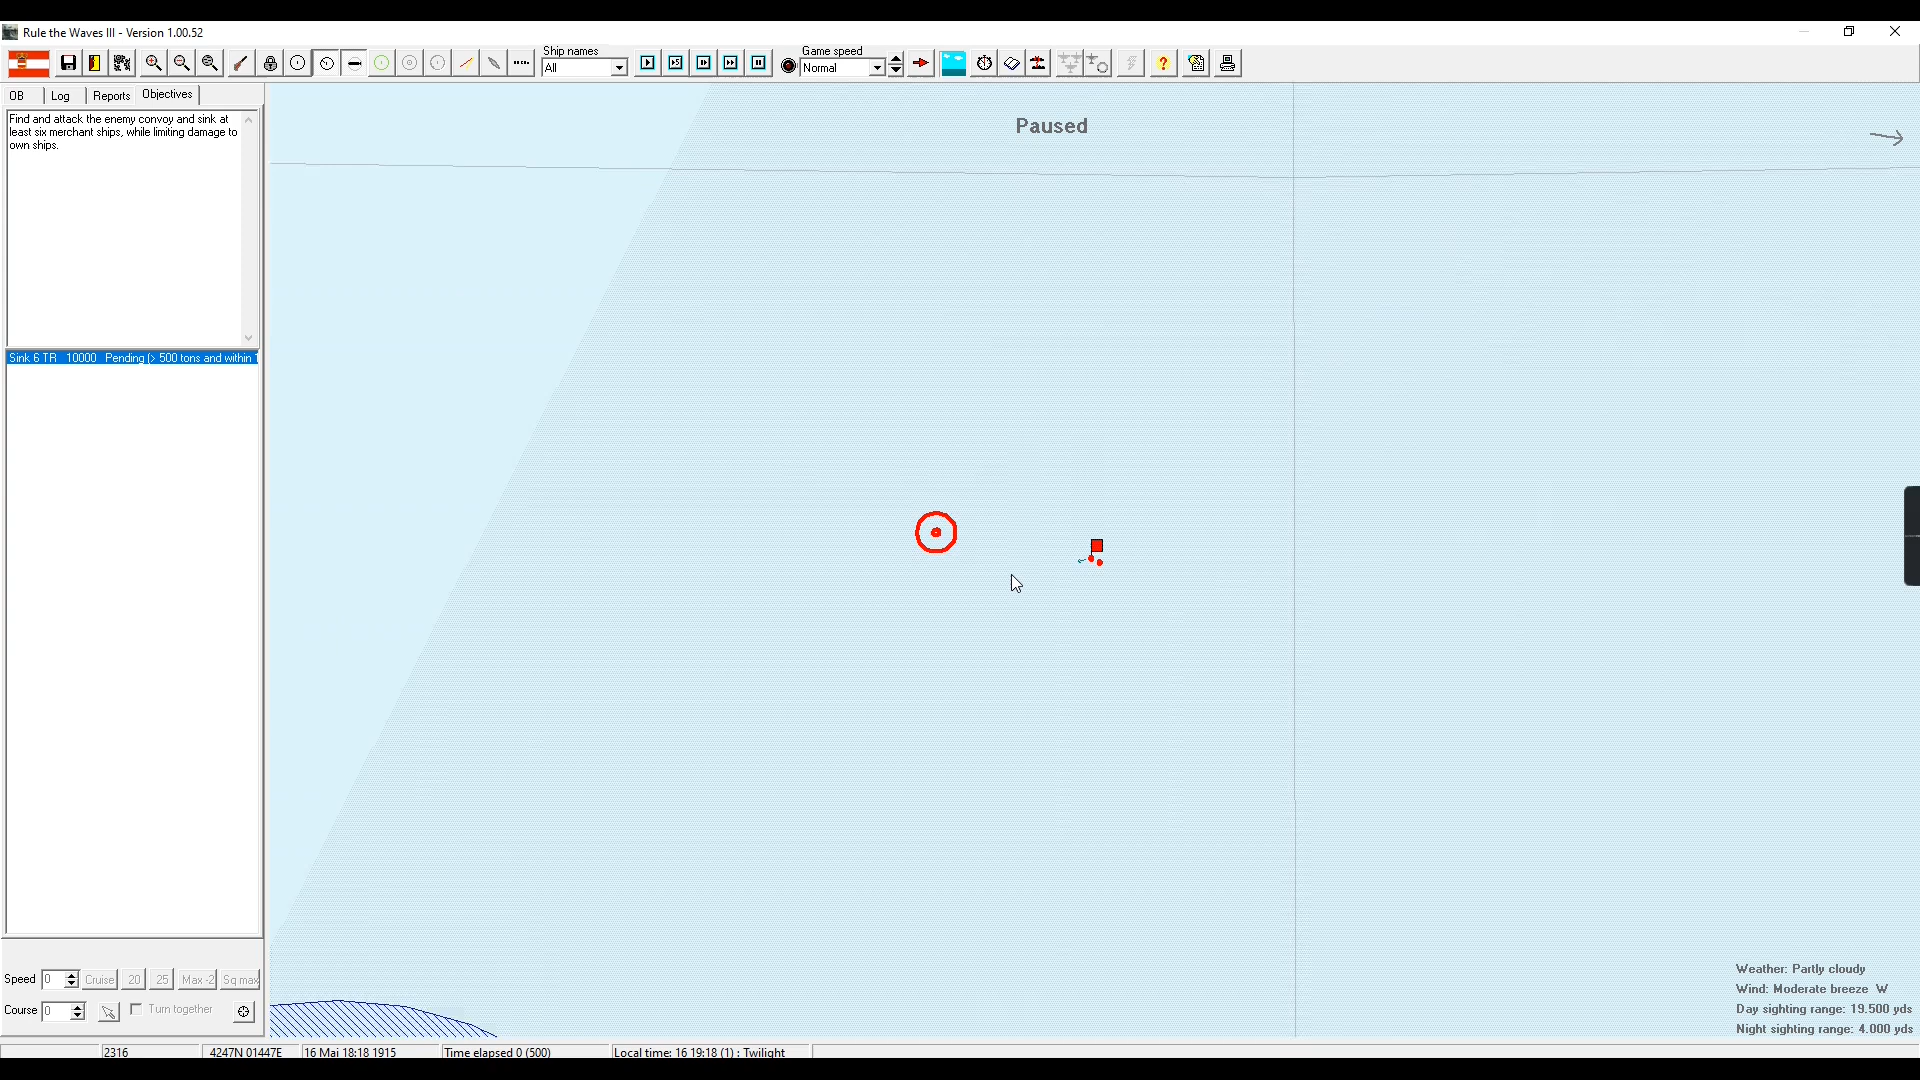 Rule the Waves III - Version 1.00.52
Ship names
All
Game speed
Normal
OB
Log
Reports
Objectives
Find and attack the enemy convoy and sink at
least six merchant ships, while limiting damage to
own ships.
Sink 6 TR 10000 Pending (> 500 tons and within 1
Paused
Speed 0 Cruise 20 25 Max -2 Sq max
Course 0 Turn together
Weather: Partly cloudy
Wind: Moderate breeze W
Day sighting range: 19.500 yds
Night sighting range: 4.000 yds
2316 4247N 01447E 16 Mai 18:18 1915 Time elapsed 0 (500) Local time: 16 19:18 (1) : Twilight